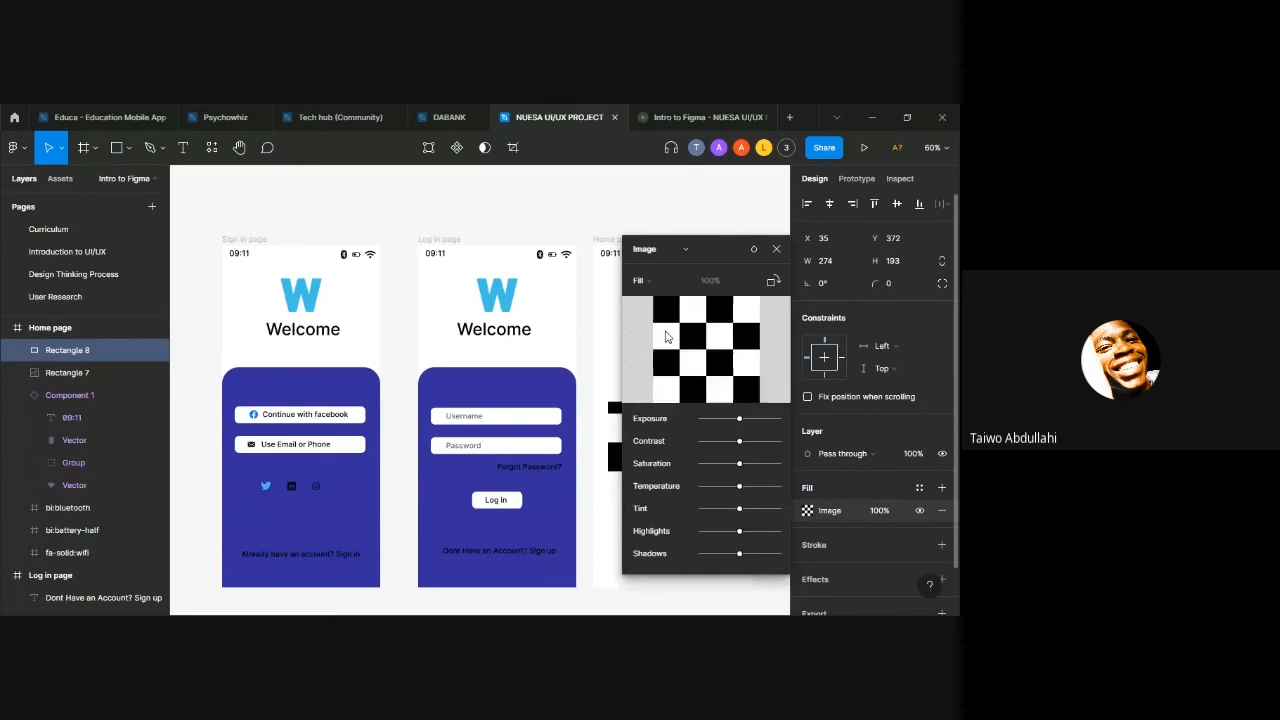 Educa - Education Mobile App
Psychowhiz
Tech hub (Community)
DABANK
NUESA UI/UX PROJECT
Intro to Figma - NUESA UI/UX
T A A L 3
Share
A?
60%
Layers Assets Intro to Figma
Pages
Curriculum
Introduction to UI/UX
Design Thinking Process
User Research
Home page
Rectangle 8
Rectangle 7
Component 1
09:11
Vector
Group
Vector
bi:bluetooth
bi:battery-half
fa-solid:wifi
Log in page
Dont Have an Account? Sign up
Sign in page
09:11
W
Welcome
Continue with facebook
Use Email or Phone
Already have an account? Sign in
Log in page
09:11
W
Welcome
Username
Password
Forgot Password?
Log in
Dont Have an Account? Sign up
Home p
09:11
Image
Fill 100%
Exposure
Contrast
Saturation
Temperature
Tint
Highlights
Shadows
Design Prototype Inspect
X 35 Y 372
W 274 H 193
0° 0
Constraints
Left
Top
Fix position when scrolling
Layer
Pass through 100%
Fill
Image 100%
Stroke
Effects
?
Export
Taiwo Abdullahi